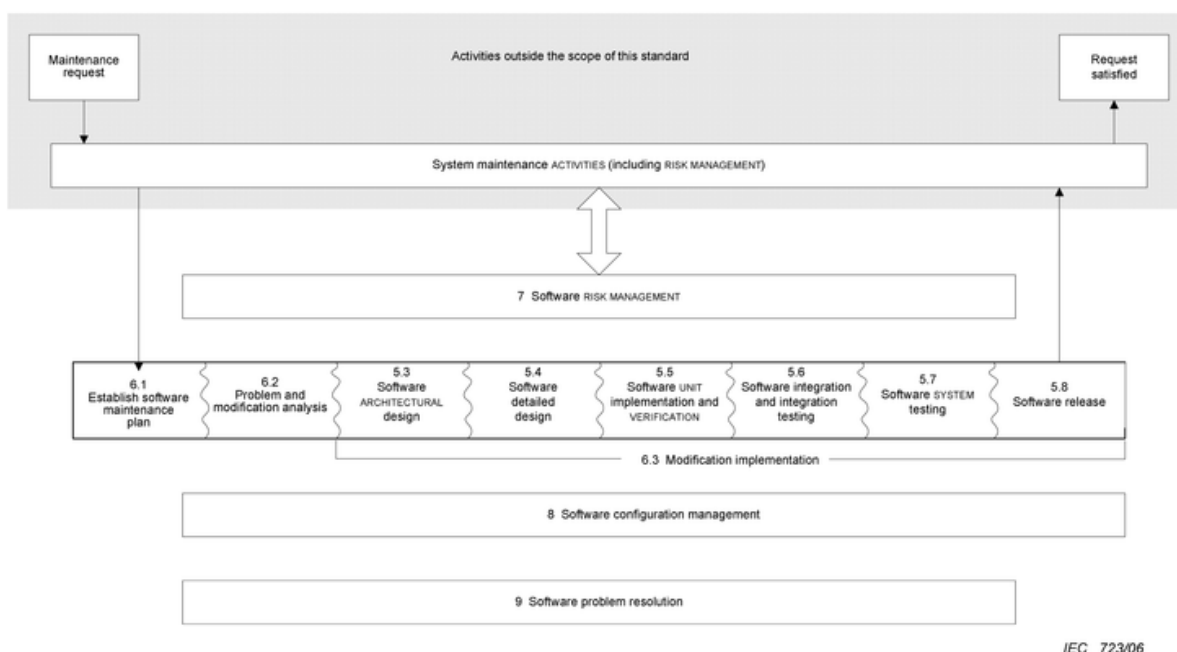 Maintenance
request
Activities outside the scope of this standard
Request
satisfied
System maintenance ACTIVITIES (including RISK MANAGEMENT)
7 Software RISK MANAGEMENT
6.1
Establish software
maintenance
plan
6.2
Problem and
modification analysis
5.3
Software
ARCHITECTURAL
design
5.4
Software
detailed
design
5.5
Software UNIT
implementation and
VERIFICATION
5.6
Software integration
and integration
testing
5.7
Software SYSTEM
testing
5.8
Software release
6.3 Modification implementation
8 Software configuration management
9 Software problem resolution
IEC 723/06